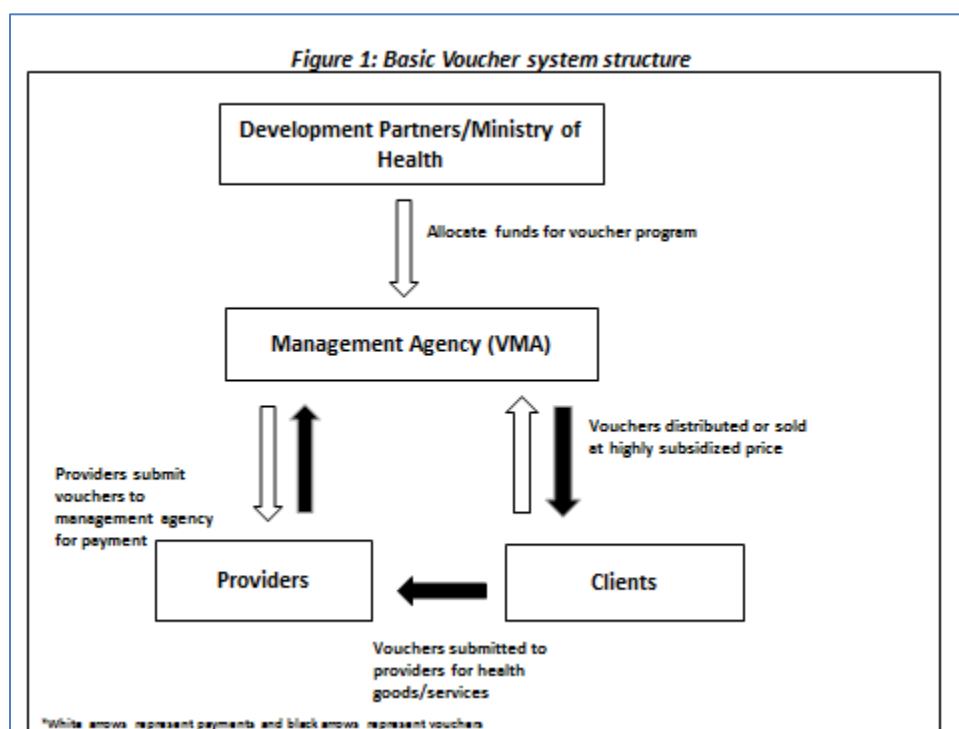 Figure 1: Basic Voucher system structure
Development Partners/Ministry of
Health
Allocate funds for voucher program
Management Agency (VMA)
Vouchers distributed or sold
at highly subsidized price
Providers submit
vouchers to
management agency
for payment
Providers
Clients
Vouchers submitted to
providers for health
goods/services
*White arrows represent payments and black arrows represent vouchers